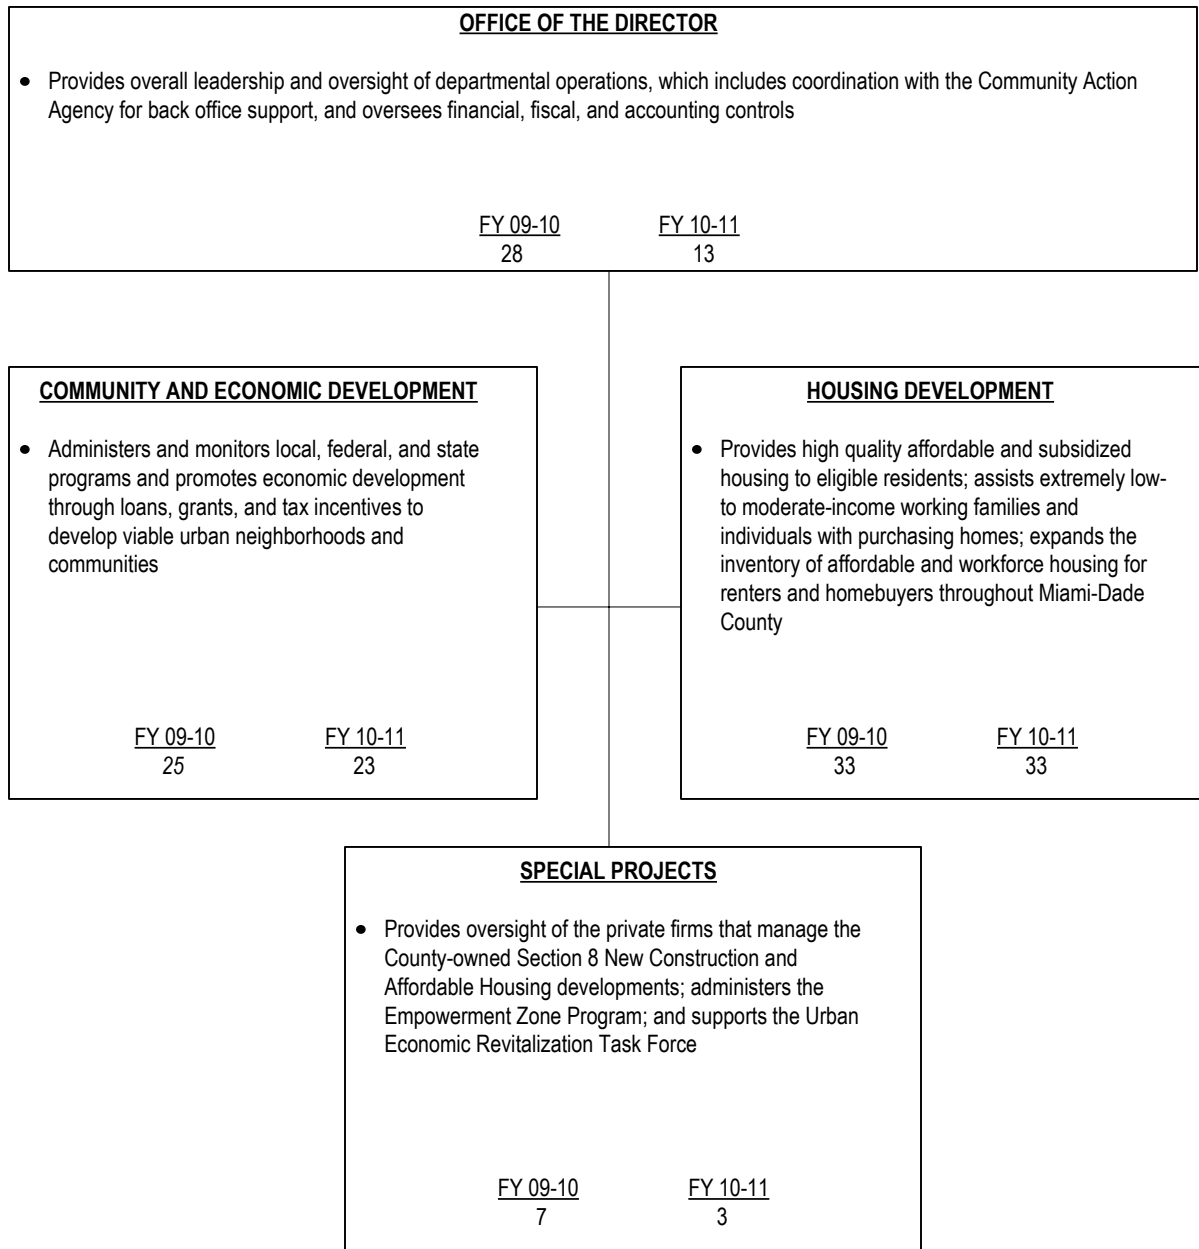 OFFICE OF THE DIRECTOR
• Provides overall leadership and oversight of departmental operations, which includes coordination with the Community Action
Agency for back office support, and oversees financial, fiscal, and accounting controls
FY 09-10 FY 10-11
28 13
COMMUNITY AND ECONOMIC DEVELOPMENT
• Administers and monitors local, federal, and state
programs and promotes economic development
through loans, grants, and tax incentives to
develop viable urban neighborhoods and
communities
FY 09-10 FY 10-11
25 23
HOUSING DEVELOPMENT
• Provides high quality affordable and subsidized
housing to eligible residents; assists extremely low-
to moderate-income working families and
individuals with purchasing homes; expands the
inventory of affordable and workforce housing for
renters and homebuyers throughout Miami-Dade
County
FY 09-10 FY 10-11
33 33
SPECIAL PROJECTS
• Provides oversight of the private firms that manage the
County-owned Section 8 New Construction and
Affordable Housing developments; administers the
Empowerment Zone Program; and supports the Urban
Economic Revitalization Task Force
FY 09-10 FY 10-11
7 3